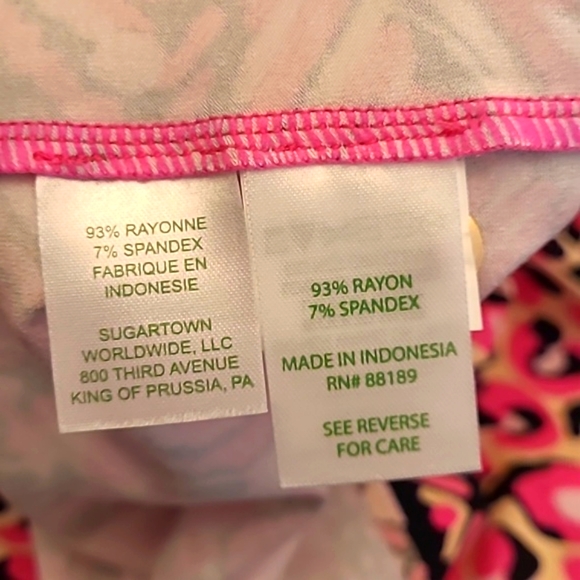 93% RAYONNE
7% SPANDEX
FABRIQUE EN
INDONESIE
SUGARTOWN
WORLDWIDE, LLC
800 THIRD AVENUE
KING OF PRUSSIA, PA
93% RAYON
7% SPANDEX
MADE IN INDONESIA
RN# 88189
SEE REVERSE
FOR CARE